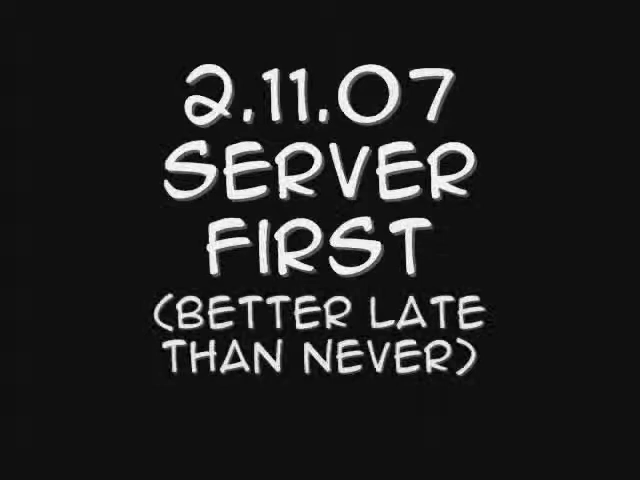 2.11.07
SERVER
FIRST
(BETTER LATE
THAN NEVER)